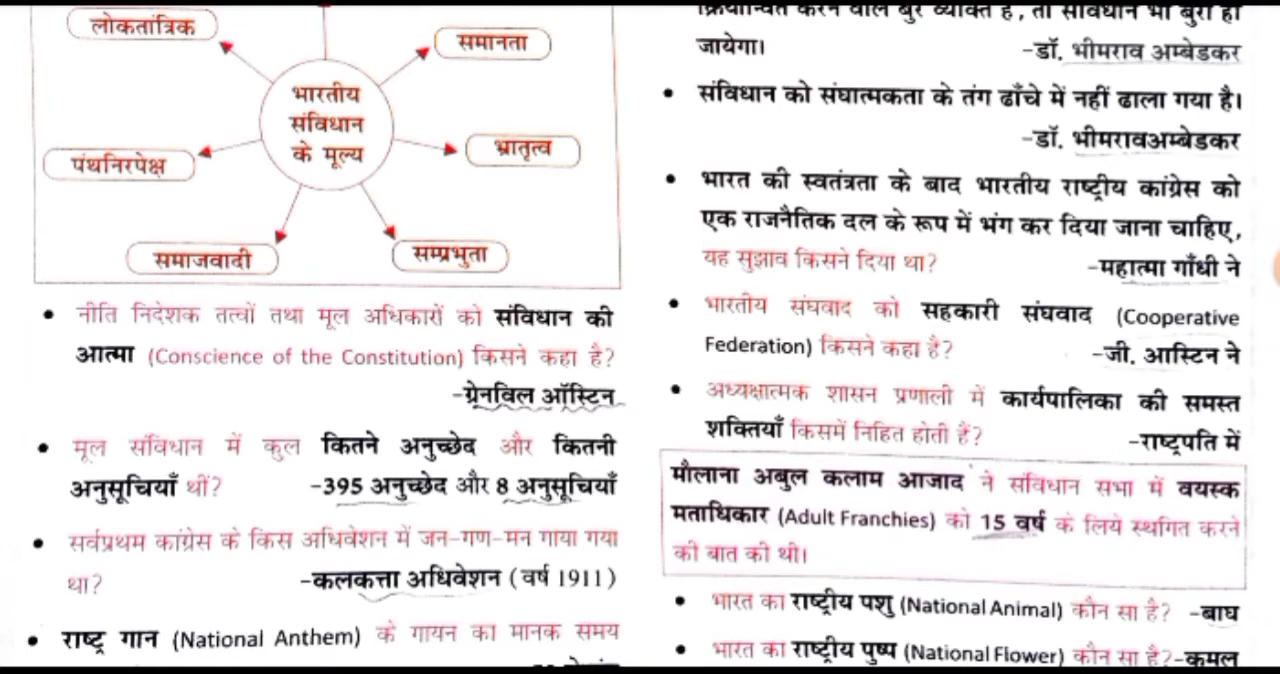 लोकतांत्रिक
समानता
भारतीय
संविधान
के मूल्य
पंथनिरपेक्ष
भ्रातृत्व
समाजवादी
सम्प्रभुता
• नीति निदेशक तत्वों तथा मूल अधिकारों को संविधान की
आत्मा (Conscience of the Constitution) किसने कहा है?
-ग्रेनविल ऑस्टिन
• मूल संविधान में कुल कितने अनुच्छेद और कितनी
अनुसूचियाँ थीं? -395 अनुच्छेद और 8 अनुसूचियाँ
• सर्वप्रथम कांग्रेस के किस अधिवेशन में जन-गण-मन गाया गया
था? -कलकत्ता अधिवेशन (वर्ष 1911)
• राष्ट्र गान (National Anthem) के गायन का मानक समय
क्रियान्वित करने वाले बुरे व्यक्ति है, तो संविधान भी बुरा हो
जायेगा। -डॉ. भीमराव अम्बेडकर
• संविधान को संघात्मकता के तंग ढाँचे में नहीं ढाला गया है।
-डॉ. भीमरावअम्बेडकर
• भारत की स्वतंत्रता के बाद भारतीय राष्ट्रीय कांग्रेस को
एक राजनैतिक दल के रूप में भंग कर दिया जाना चाहिए,
यह सुझाव किसने दिया था? -महात्मा गाँधी ने
• भारतीय संघवाद को सहकारी संघवाद (Cooperative
Federation) किसने कहा है? -जी. आस्टिन ने
• अध्यक्षात्मक शासन प्रणाली में कार्यपालिका की समस्त
शक्तियाँ किसमें निहित होती हैं? -राष्ट्रपति में
मौलाना अबुल कलाम आजाद ने संविधान सभा में वयस्क
मताधिकार (Adult Franchies) को 15 वर्ष के लिये स्थगित करने
की बात की थी।
• भारत का राष्ट्रीय पशु (National Animal) कौन सा है? -बाघ
• भारत का राष्ट्रीय पुष्प (National Flower) कौन सा है?-कमल